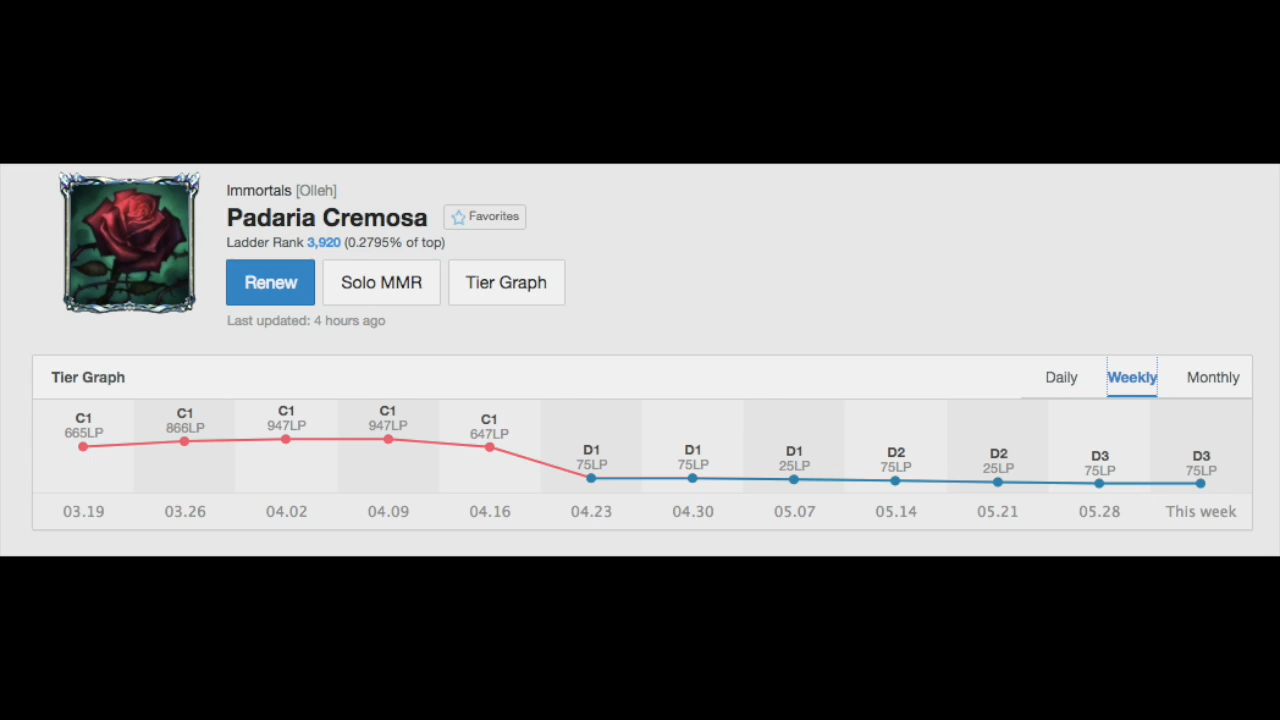 Immortals [Olleh]
Padaria Cremosa
Favorites
Ladder Rank 3,920 (0.2795% of top)
Renew
Solo MMR
Tier Graph
Last updated: 4 hours ago
Tier Graph
Daily
Weekly
Monthly
C1 C1 C1 C1 C1 D1 D1 D1 D2 D2 D3 D3
665LP 866LP 947LP 947LP 647LP 75LP 75LP 25LP 75LP 25LP 75LP 75LP
03.19 03.26 04.02 04.09 04.16 04.23 04.30 05.07 05.14 05.21 05.28 This week